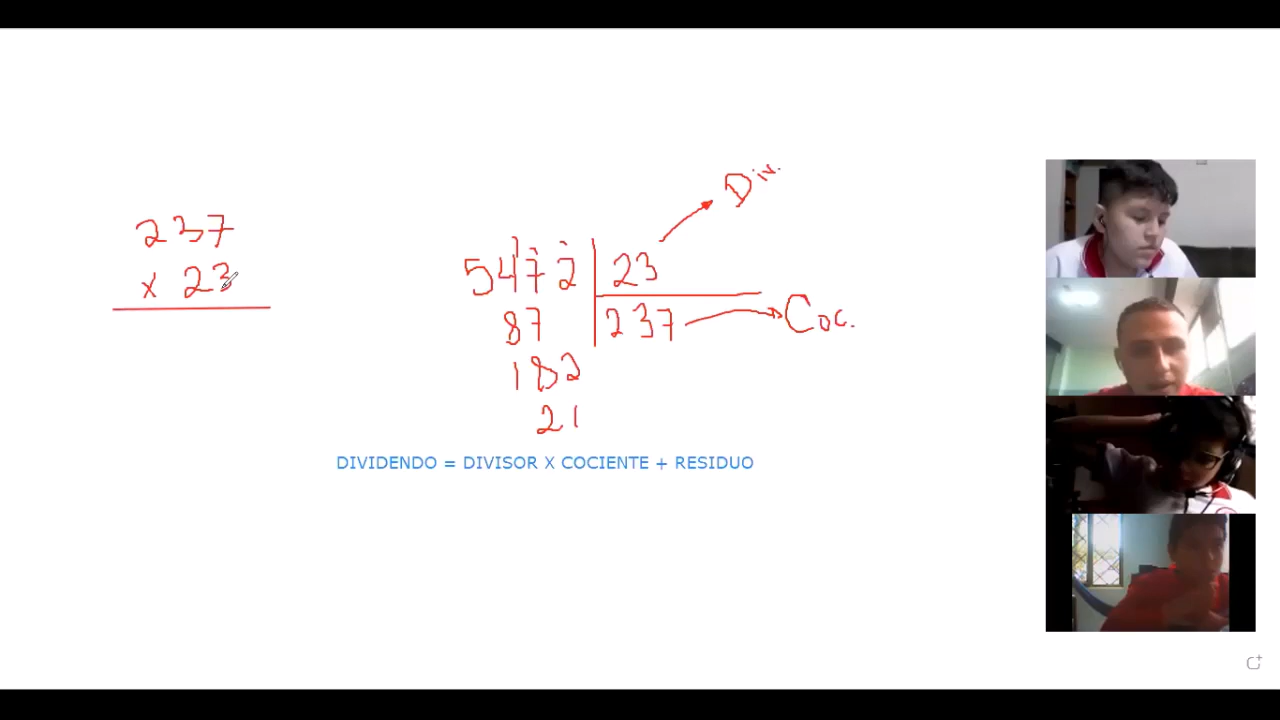 237
x 23
Div.
5472 23
87 237 Coc.
182
21
DIVIDENDO = DIVISOR X COCIENTE + RESIDUO